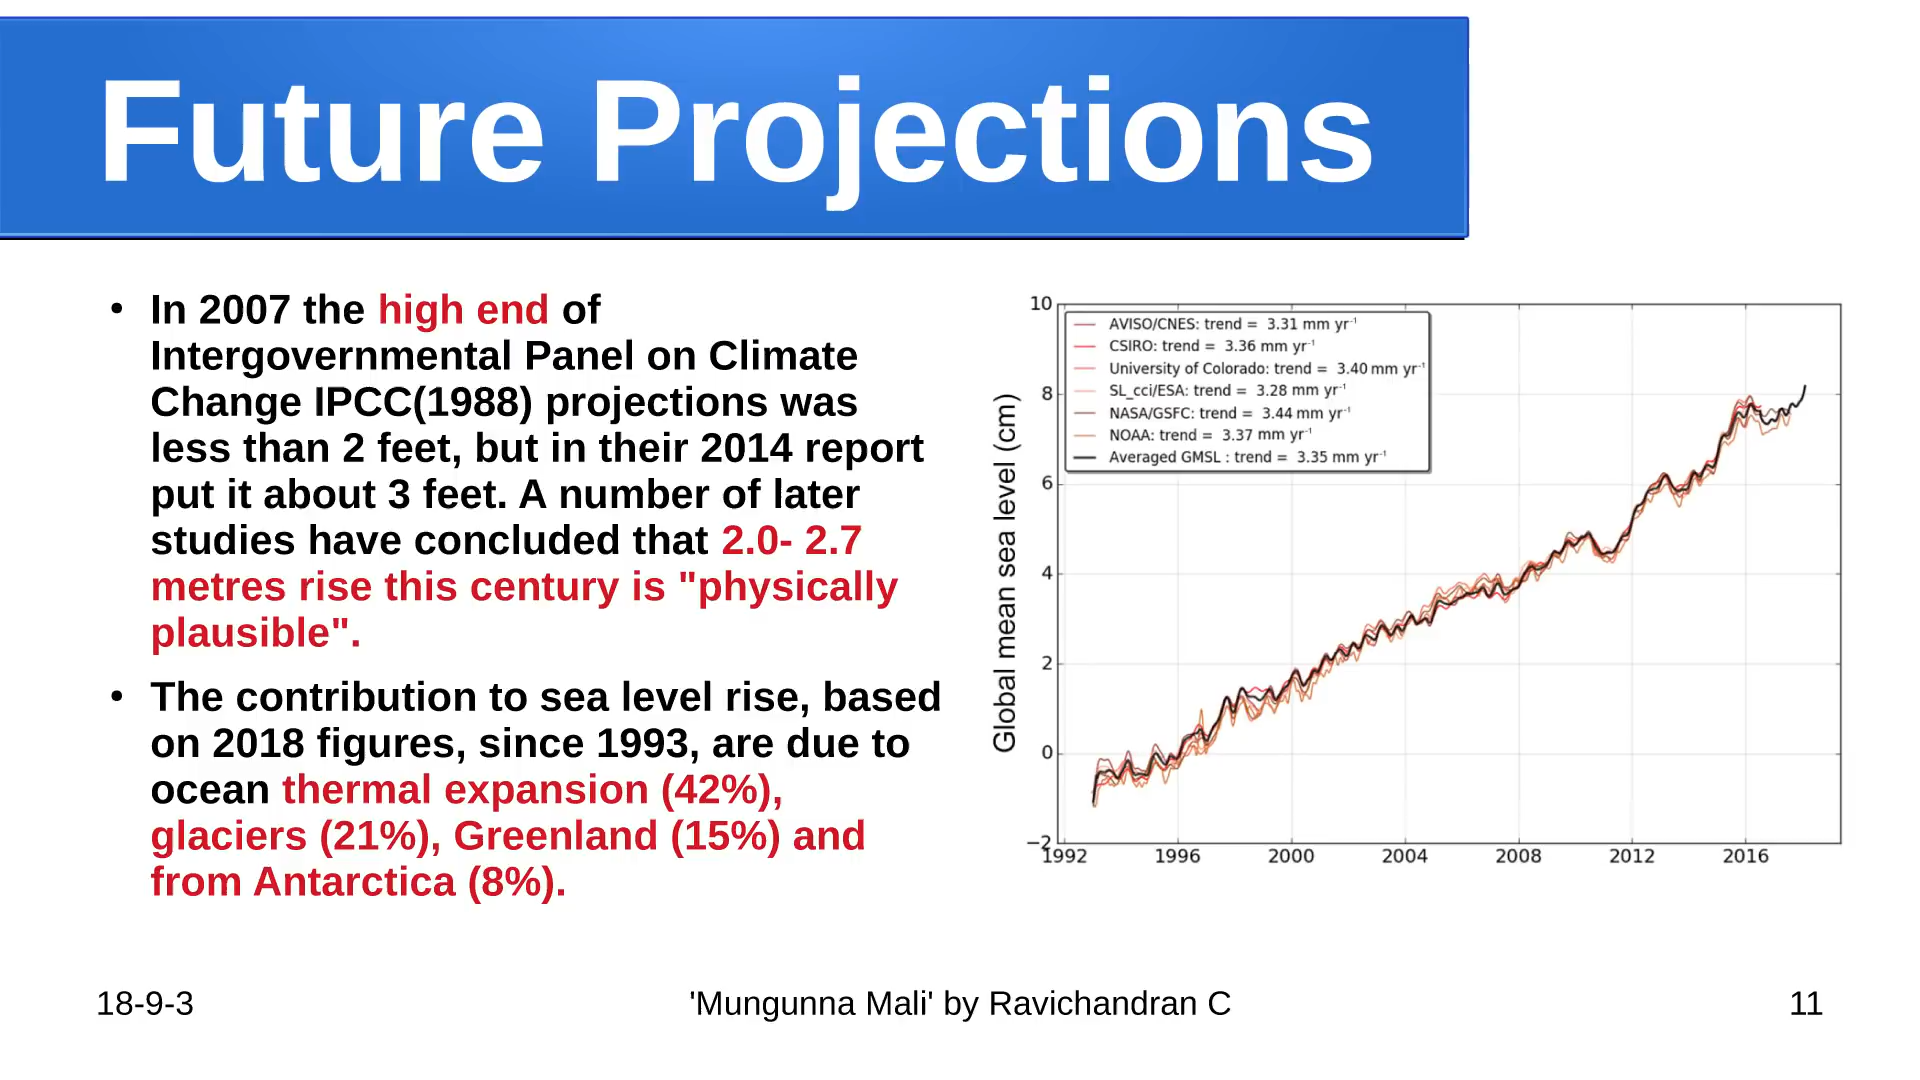 Future Projections
• In 2007 the high end of
Intergovernmental Panel on Climate
Change IPCC(1988) projections was
less than 2 feet, but in their 2014 report
put it about 3 feet. A number of later
studies have concluded that 2.0- 2.7
metres rise this century is "physically
plausible".
• The contribution to sea level rise, based
on 2018 figures, since 1993, are due to
ocean thermal expansion (42%),
glaciers (21%), Greenland (15%) and
from Antarctica (8%).
Global mean sea level (cm)
10
8
6
4
2
0
−2
AVISO/CNES: trend = 3.31 mm yr⁻¹
CSIRO: trend = 3.36 mm yr⁻¹
University of Colorado: trend = 3.40 mm yr⁻¹
SL_cci/ESA: trend = 3.28 mm yr⁻¹
NASA/GSFC: trend = 3.44 mm yr⁻¹
NOAA: trend = 3.37 mm yr⁻¹
Averaged GMSL : trend = 3.35 mm yr⁻¹
1992 1996 2000 2004 2008 2012 2016
18-9-3
'Mungunna Mali' by Ravichandran C
11